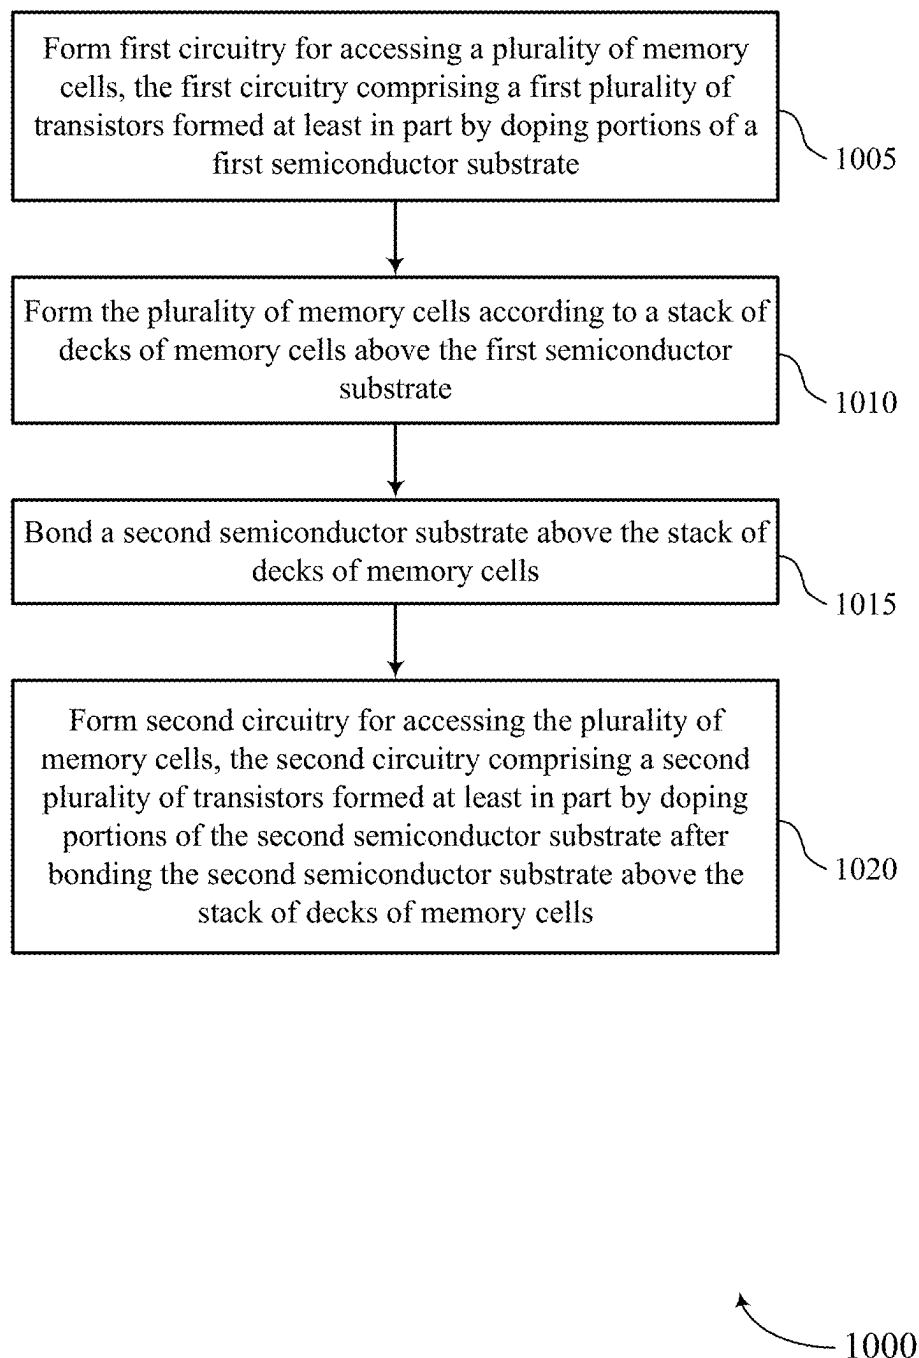 Form first circuitry for accessing a plurality of memory
cells, the first circuitry comprising a first plurality of
transistors formed at least in part by doping portions of a
first semiconductor substrate
1005
Form the plurality of memory cells according to a stack of
decks of memory cells above the first semiconductor
substrate
1010
Bond a second semiconductor substrate above the stack of
decks of memory cells
1015
Form second circuitry for accessing the plurality of
memory cells, the second circuitry comprising a second
plurality of transistors formed at least in part by doping
portions of the second semiconductor substrate after
bonding the second semiconductor substrate above the
stack of decks of memory cells
1020
1000